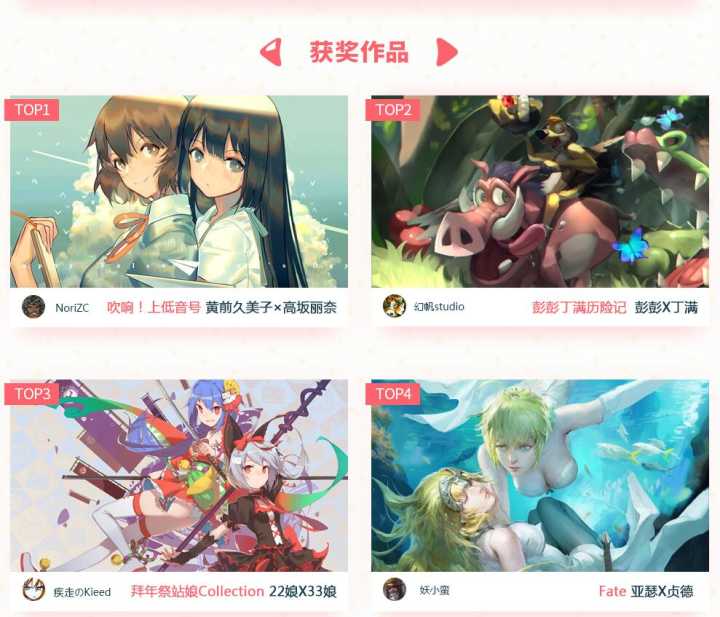 获奖作品
TOP1
TOP2
NoriZC 吹响！上低音号 黄前久美子×高坂丽奈
幻帆studio 彭彭丁满历险记 彭彭X丁满
TOP3
TOP4
疾走のKieed 拜年祭姑娘Collection 22娘X33娘
妖小蛮 Fate 亚瑟X贞德